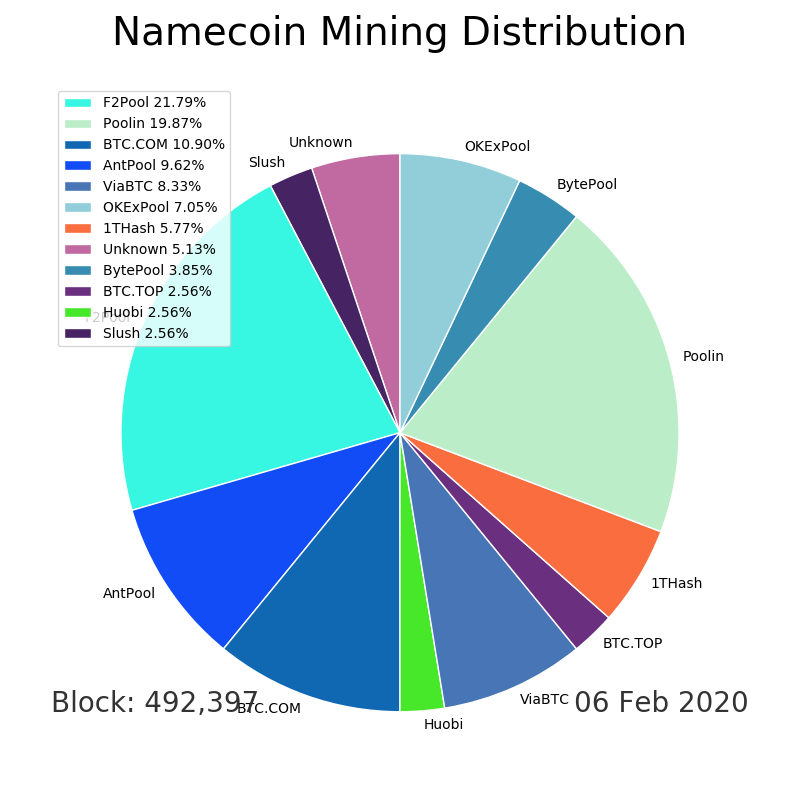 Namecoin Mining Distribution
F2Pool 21.79%
Poolin 19.87%
BTC.COM 10.90%
AntPool 9.62%
ViaBTC 8.33%
OKExPool 7.05%
1THash 5.77%
Unknown 5.13%
BytePool 3.85%
BTC.TOP 2.56%
Huobi 2.56%
Slush 2.56%
Unknown
OKExPool
Slush
BytePool
F2Pool
Poolin
1THash
AntPool
BTC.TOP
ViaBTC
BTC.COM
Huobi
Block: 492,397
06 Feb 2020